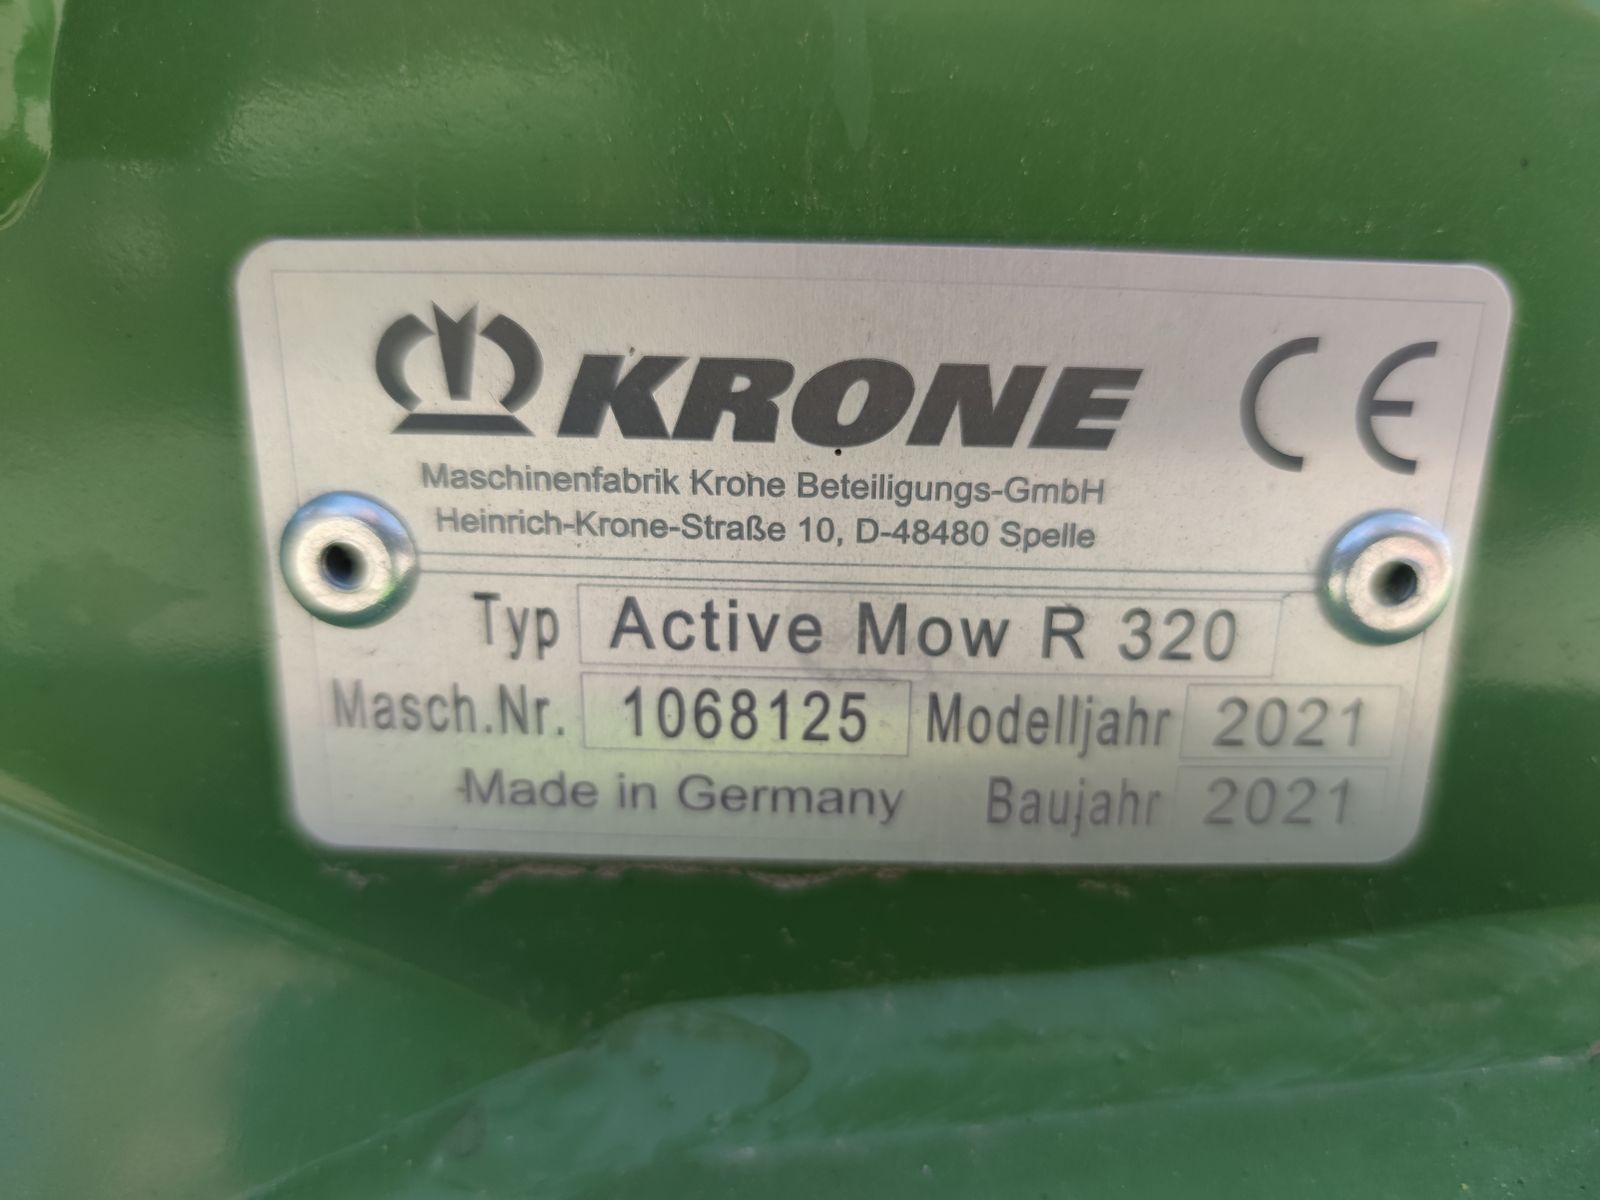 KRONE CE
Maschinenfabrik Krone Beteiligungs-GmbH
Heinrich-Krone-Straße 10, D-48480 Spelle
Typ Active Mow R 320
Masch.Nr. 1068125 Modelljahr 2021
Made in Germany Baujahr 2021